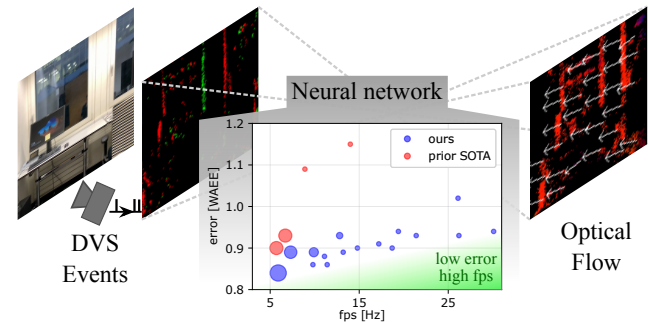 Neural network
ours
prior SOTA
error [WAEE]
1.2
1.1
1.0
0.9
0.8
low error
high fps
5
15
25
fps [Hz]
DVS
Events
Optical
Flow